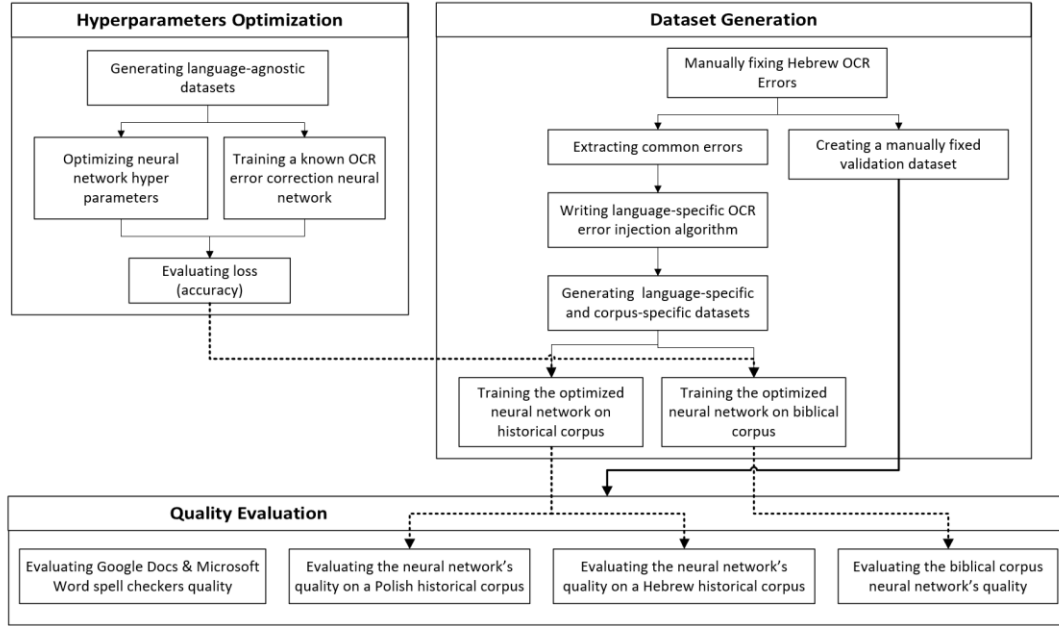 Hyperparameters Optimization
Generating language-agnostic
datasets
Optimizing neural
network hyper
parameters
Training a known OCR
error correction neural
network
Evaluating loss
(accuracy)
Dataset Generation
Manually fixing Hebrew OCR
Errors
Extracting common errors
Creating a manually fixed
validation dataset
Writing language-specific OCR
error injection algorithm
Generating language-specific
and corpus-specific datasets
Training the optimized
neural network on
historical corpus
Training the optimized
neural network on biblical
corpus
Quality Evaluation
Evaluating Google Docs & Microsoft
Word spell checkers quality
Evaluating the neural network's
quality on a Polish historical corpus
Evaluating the neural network's
quality on a Hebrew historical corpus
Evaluating the biblical corpus
neural network's quality